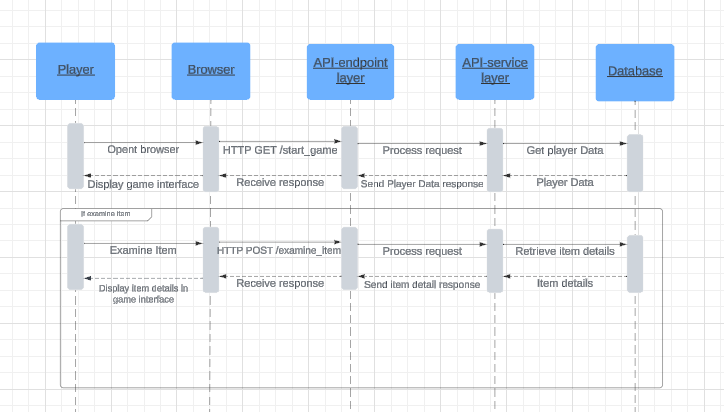 Player
Browser
API-endpoint
layer
API-service
layer
Database
Opent browser
HTTP GET /start_game
Process request
Get player Data
Display game interface
Receive response
Send Player Data response
Player Data
If examine item
Examine Item
HTTP POST /examine_item
Process request
Retrieve item details
Display item details in
game interface
Receive response
Send item detail response
Item details